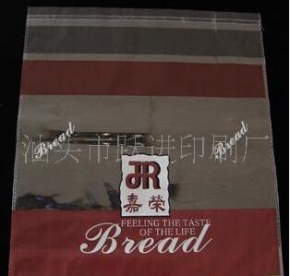 Bread
Bread
汕头市跃进印刷厂
JR
嘉荣
FEELING THE TASTE
OF THE LIFE
Bread